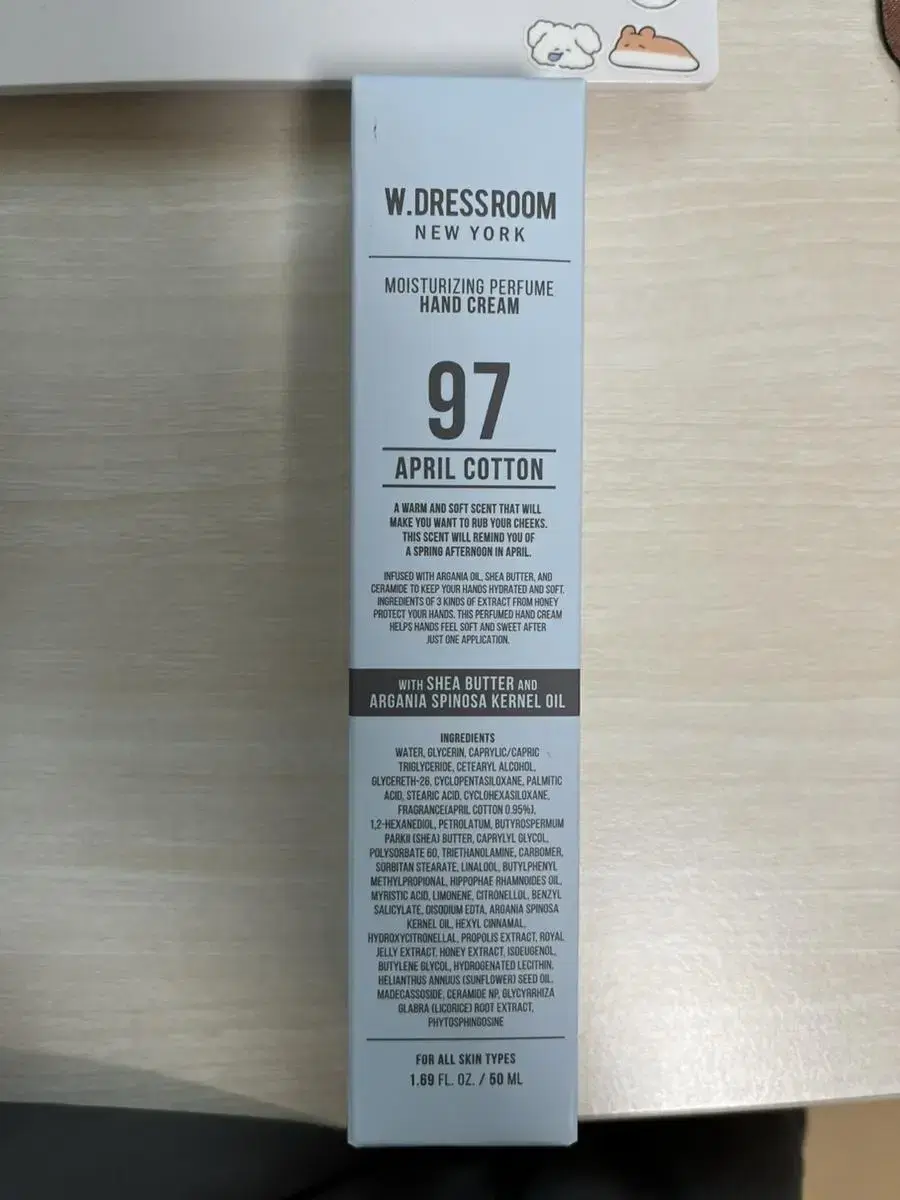 W.DRESSROOM
NEW YORK
MOISTURIZING PERFUME
HAND CREAM
97
APRIL COTTON
A WARM AND SOFT SCENT THAT WILL
MAKE YOU WANT TO RUB YOUR CHEEKS.
THIS SCENT WILL REMIND YOU OF
A SPRING AFTERNOON IN APRIL.
INFUSED WITH ARGANIA OIL, SHEA BUTTER, AND
CERAMIDE TO KEEP YOUR HANDS HYDRATED AND SOFT.
INGREDIENTS OF 3 KINDS OF EXTRACT FROM HONEY
PROTECT YOUR HANDS. THIS PERFUMED HAND CREAM
HELPS HANDS FEEL SOFT AND SWEET AFTER
JUST ONE APPLICATION.
WITH SHEA BUTTER AND
ARGANIA SPINOSA KERNEL OIL
INGREDIENTS
WATER, GLYCERIN, CAPRYLIC/CAPRIC
TRIGLYCERIDE, CETEARYL ALCOHOL,
GLYCERETH-26, CYCLOPENTASILOXANE, PALMITIC
ACID, STEARIC ACID, CYCLOHEXASILOXANE,
FRAGRANCE(APRIL COTTON 0.95%),
1,2-HEXANEDIOL, PETROLATUM, BUTYROSPERMUM
PARKII (SHEA) BUTTER, CAPRYLYL GLYCOL,
POLYSORBATE 60, TRIETHANOLAMINE, CARBOMER,
SORBITAN STEARATE, LINALOOL, BUTYLPHENYL
METHYLPROPIONAL, HIPPOPHAE RHAMNOIDES OIL,
MYRISTIC ACID, LIMONENE, CITRONELLOL, BENZYL
SALICYLATE, DISODIUM EDTA, ARGANIA SPINOSA
KERNEL OIL, HEXYL CINNAMAL,
HYDROXYCITRONELLAL, PROPOLIS EXTRACT, ROYAL
JELLY EXTRACT, HONEY EXTRACT, ISOEUGENOL,
BUTYLENE GLYCOL, HYDROGENATED LECITHIN,
HELIANTHUS ANNUUS (SUNFLOWER) SEED OIL,
MADECASSOSIDE, CERAMIDE NP, GLYCYRRHIZA
GLABRA (LICORICE) ROOT EXTRACT,
PHYTOSPHINGOSINE
FOR ALL SKIN TYPES
1.69 FL. OZ. / 50 ML